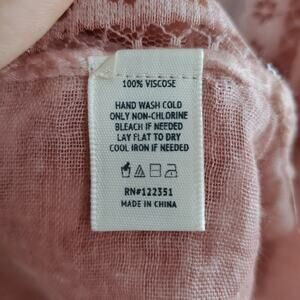 100% VISCOSE
HAND WASH COLD
ONLY NON-CHLORINE
BLEACH IF NEEDED
LAY FLAT TO DRY
COOL IRON IF NEEDED
RN#122351
MADE IN CHINA